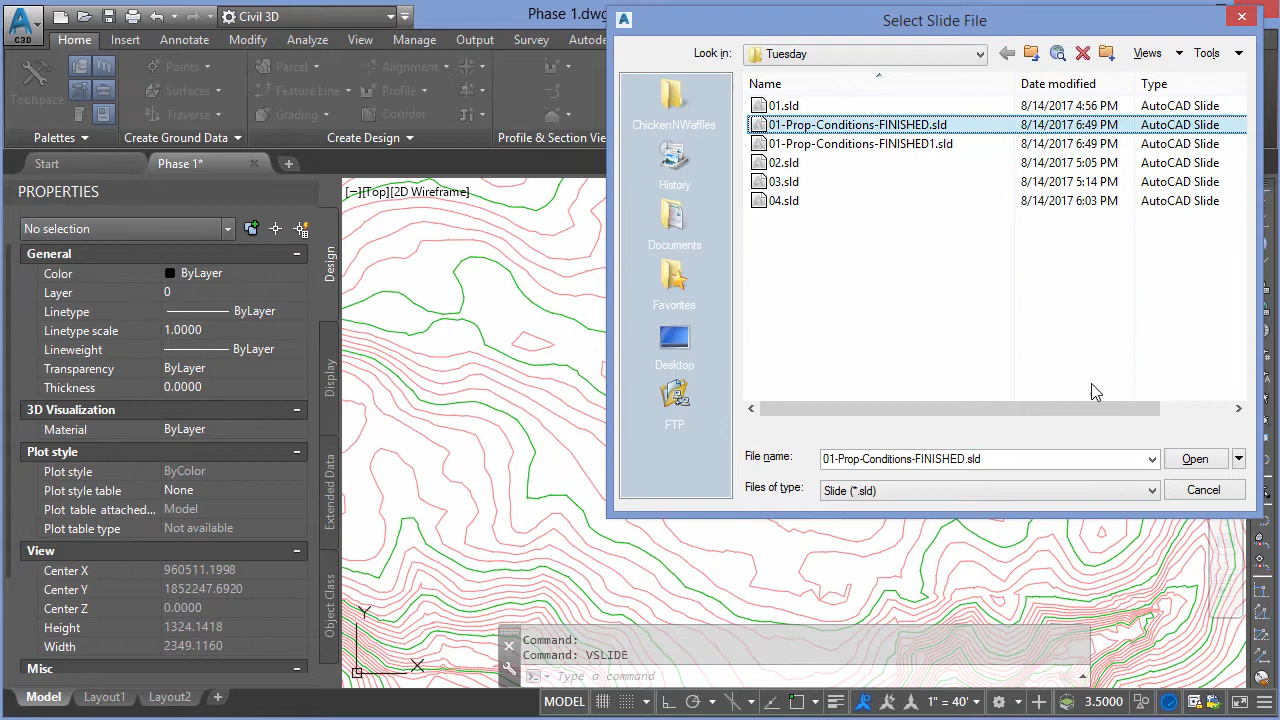 Civil 3D
Phase 1.dwg
C3D
Home Insert Annotate Modify Analyze View Manage Output Survey Autodes
Toolspace
Points
Surfaces
Traverse
Parcel
Feature Line
Grading
Alignment
Profile
Corridor
Palettes
Create Ground Data
Create Design
Profile & Section Views
Start
Phase 1*
PROPERTIES
No selection
General
Color ByLayer
Layer 0
Linetype ByLayer
Linetype scale 1.0000
Lineweight ByLayer
Transparency ByLayer
Thickness 0.0000
3D Visualization
Material ByLayer
Plot style
Plot style ByColor
Plot style table None
Plot table attached... Model
Plot table type Not available
View
Center X 960511.1998
Center Y 1852247.6920
Center Z 0.0000
Height 1324.1418
Width 2349.1160
Misc
Design
Display
Extended Data
Object Class
[−][Top][2D Wireframe]
Y
X
Select Slide File
Look in: Tuesday
Views
Tools
Name Date modified Type
01.sld 8/14/2017 4:56 PM AutoCAD Slide
01-Prop-Conditions-FINISHED.sld 8/14/2017 6:49 PM AutoCAD Slide
01-Prop-Conditions-FINISHED1.sld 8/14/2017 6:49 PM AutoCAD Slide
02.sld 8/14/2017 5:05 PM AutoCAD Slide
03.sld 8/14/2017 5:14 PM AutoCAD Slide
04.sld 8/14/2017 6:03 PM AutoCAD Slide
ChickenNWaffles
History
Documents
Favorites
Desktop
FTP
File name: 01-Prop-Conditions-FINISHED.sld
Open
Files of type: Slide (*.sld)
Cancel
Command:
Command: VSLIDE
Type a command
Model Layout1 Layout2 +
MODEL
1" = 40'
3.5000